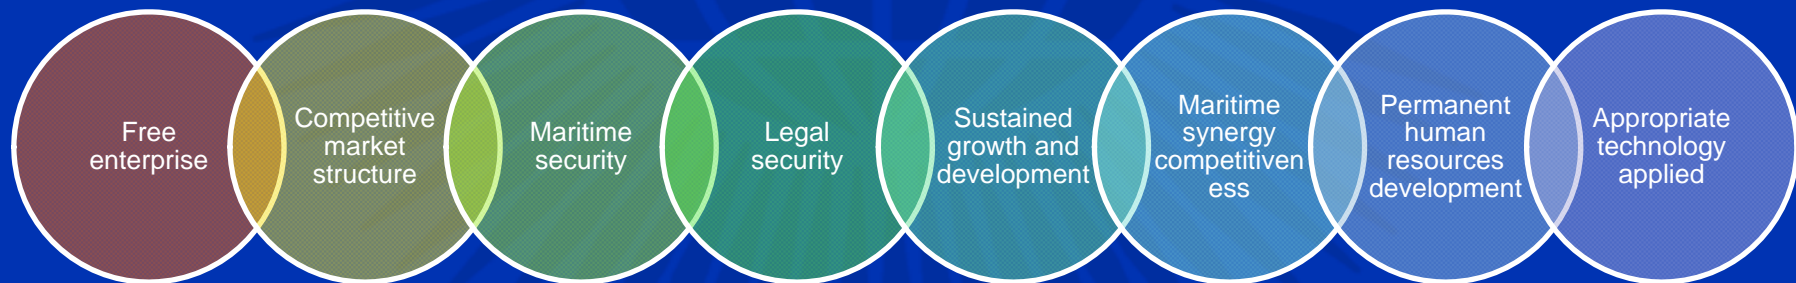 Free
enterprise
Competitive
market
structure
Maritime
security
Legal
security
Sustained
growth and
development
Maritime
synergy
competitiven
ess
Permanent
human
resources
development
Appropriate
technology
applied